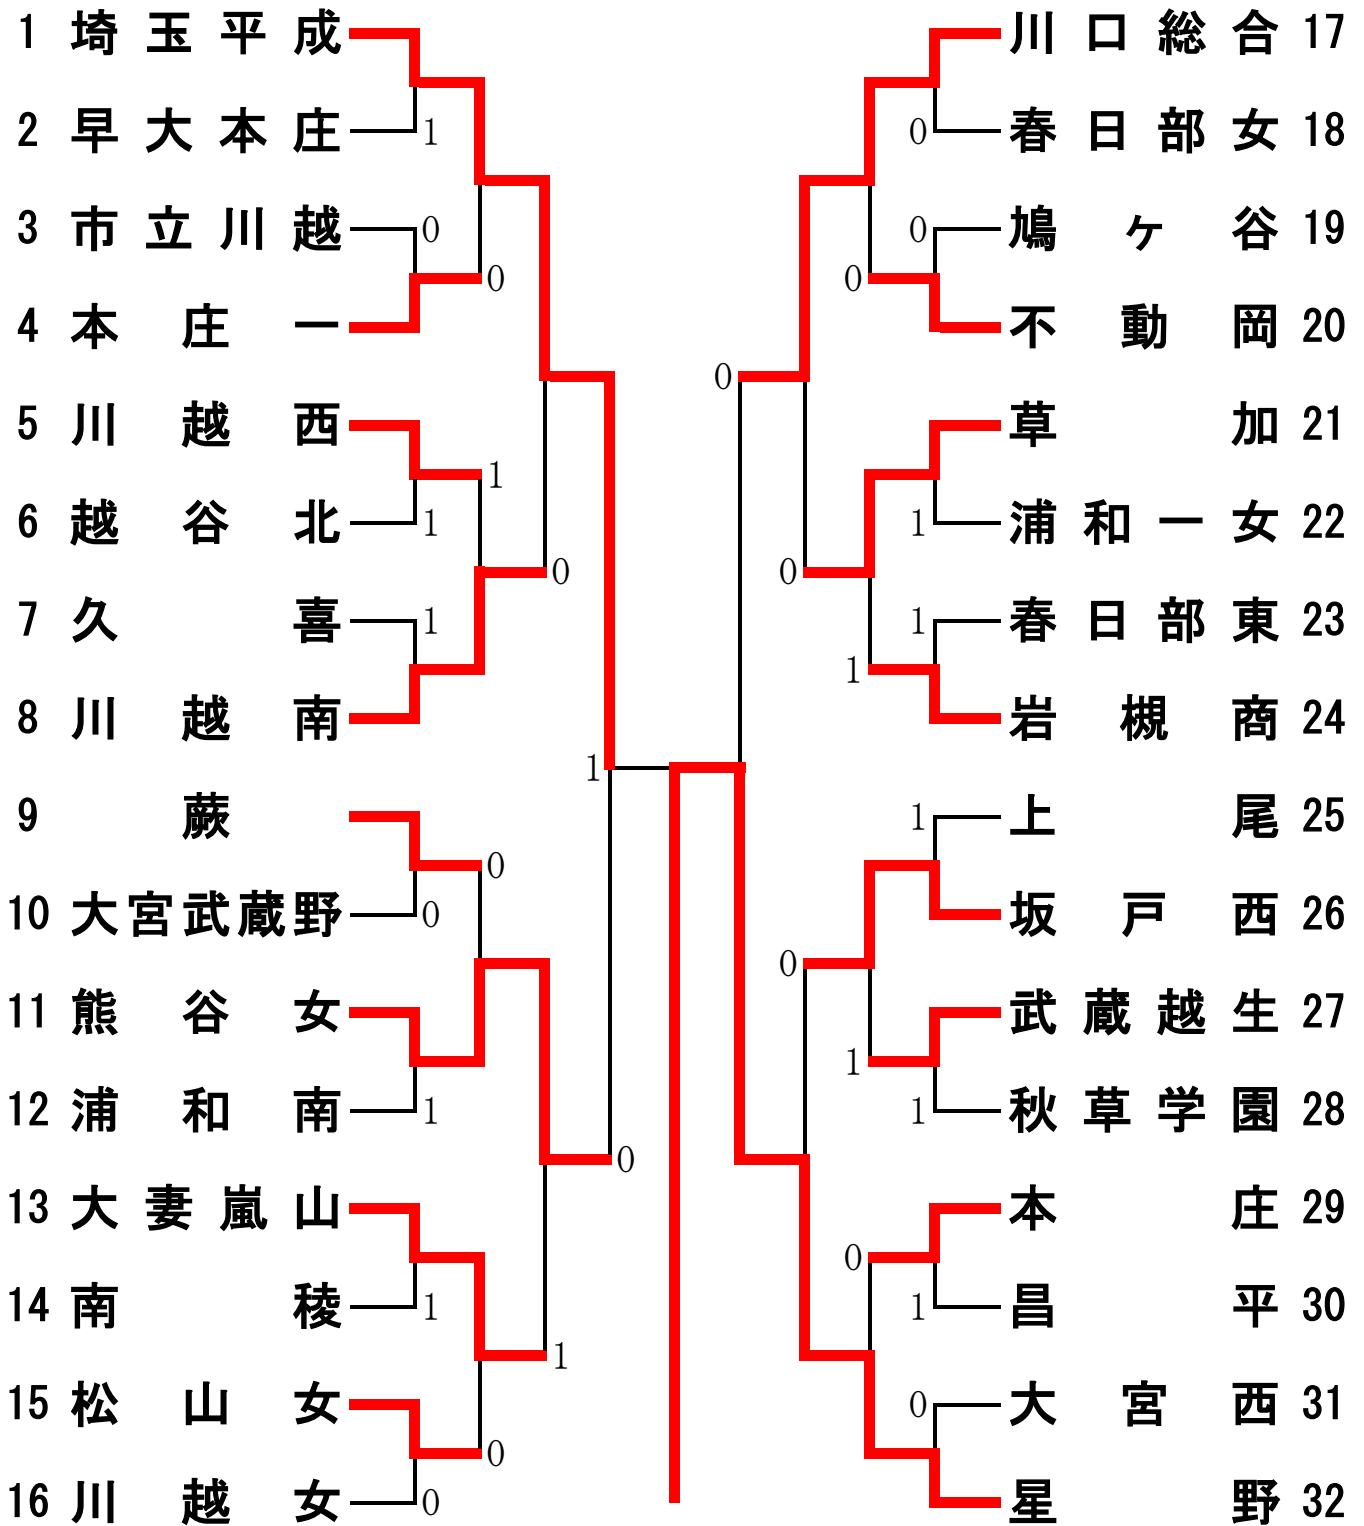 1 埼玉平成
2 早大本庄
3 市立川越
4 本庄一
5 川越西
6 越谷北
7 久喜
8 川越南
9 蕨
10 大宮武蔵野
11 熊谷女
12 浦和南
13 大妻嵐山
14 南稜
15 松山女
16 川越女
1
0
0
1
1
0
1
0
0
1
1
1
0
0
1
0
川口総合 17
春日部女 18
鳩ヶ谷 19
不動岡 20
草加 21
浦和一女 22
春日部東 23
岩槻商 24
上尾 25
坂戸西 26
武蔵越生 27
秋草学園 28
本庄 29
昌平 30
大宮西 31
星野 32
0
0
0
0
1
0
1
1
1
0
1
1
0
1
0